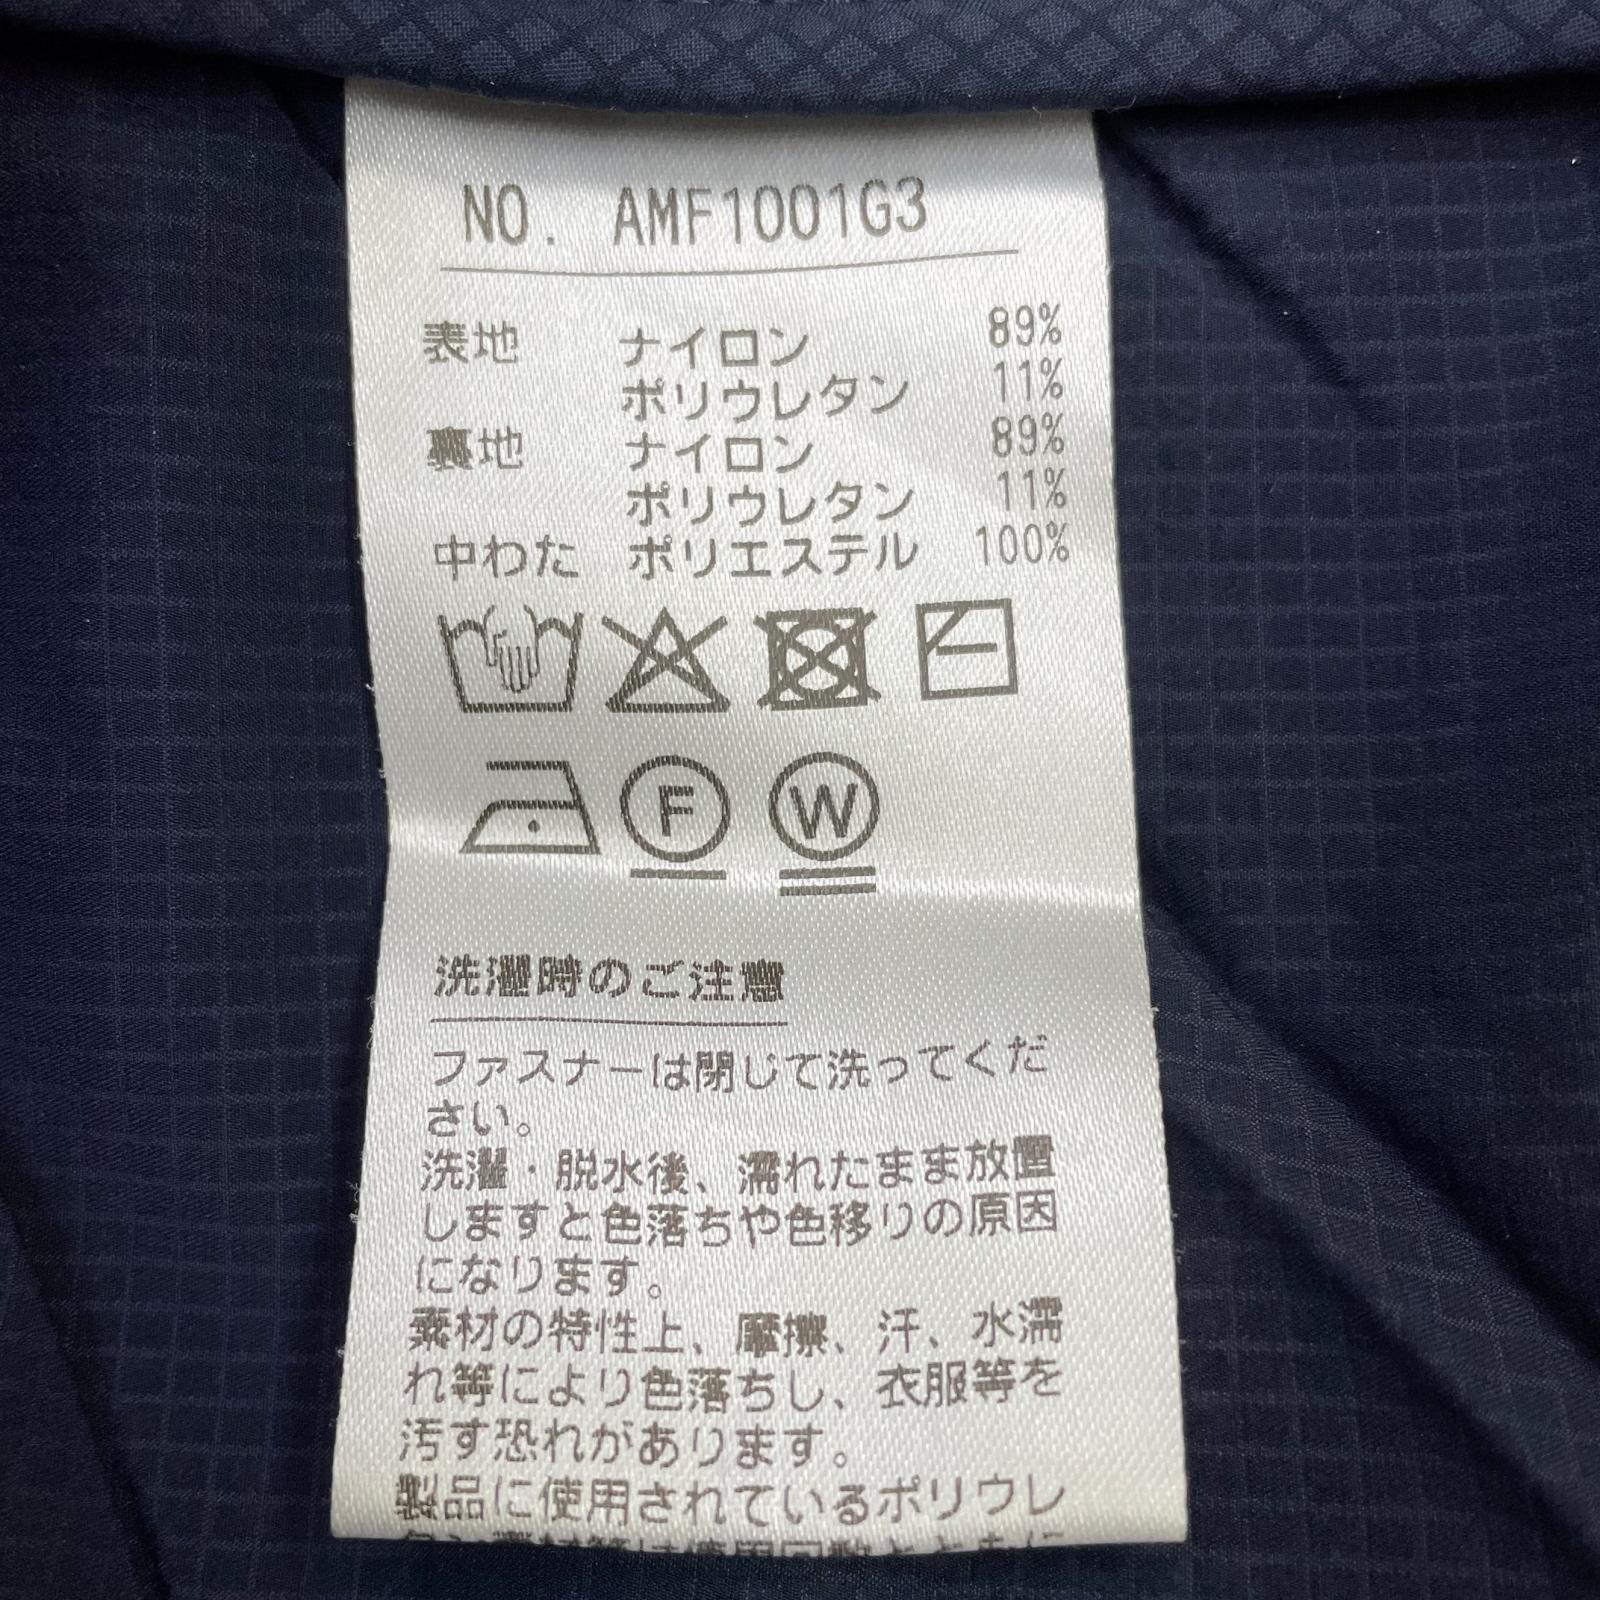 NO. AMF1001G3
表地 ナイロン 89%
ポリウレタン 11%
裏地 ナイロン 89%
ポリウレタン 11%
中わた ポリエステル 100%
F W
洗濯時のご注意
ファスナーは閉じて洗ってくだ
さい。
洗濯・脱水後、濡れたまま放置
しますと色落ちや色移りの原因
になります。
素材の特性上、摩擦、汗、水濡
れ等により色落ちし、衣服等を
汚す恐れがあります。
製品に使用されているポリウレ